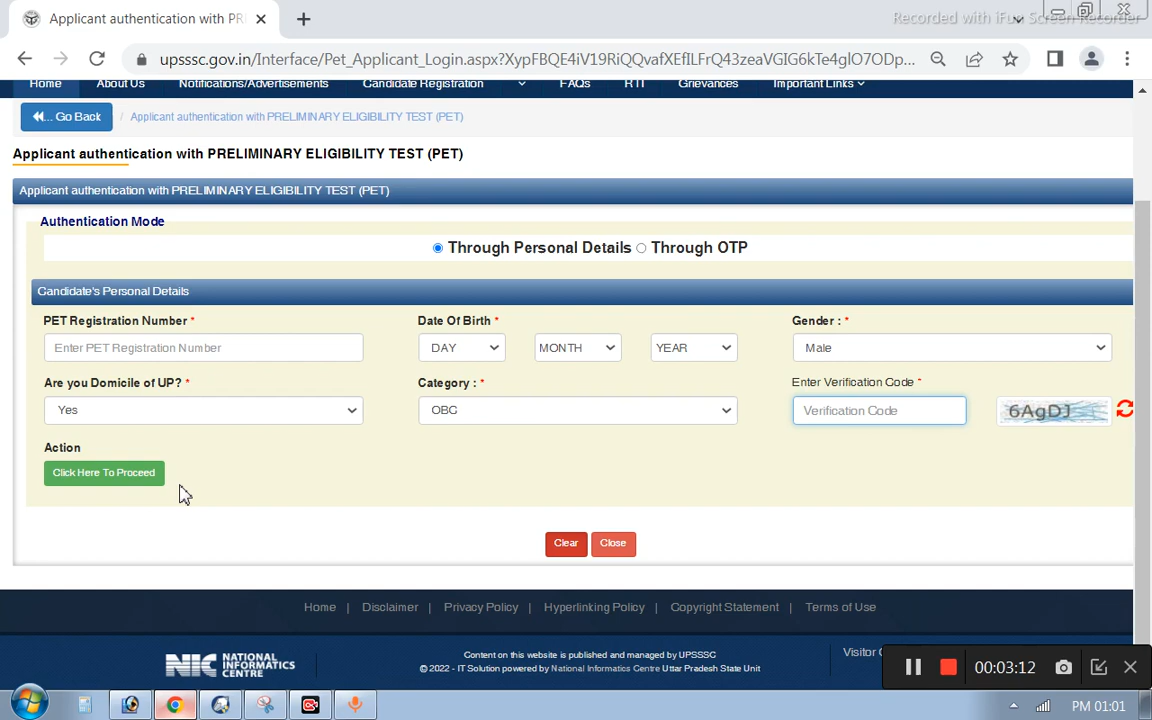 Applicant authentication with PR
Recorded with iFun Screen Recorder
upsssc.gov.in/Interface/Pet_Applicant_Login.aspx?XypFBQE4iV19RiQQvafXEfILFrQ43zeaVGIG6kTe4glO7ODp...
Home About Us Notifications/Advertisements Candidate Registration FAQs RTI Grievances Important Links
... Go Back / Applicant authentication with PRELIMINARY ELIGIBILITY TEST (PET)
Applicant authentication with PRELIMINARY ELIGIBILITY TEST (PET)
Applicant authentication with PRELIMINARY ELIGIBILITY TEST (PET)
Authentication Mode
Through Personal Details Through OTP
Candidate's Personal Details
PET Registration Number * Date Of Birth * Gender : *
Enter PET Registration Number DAY MONTH YEAR Male
Are you Domicile of UP? * Category : * Enter Verification Code *
Yes OBC Verification Code 6AgDJ
Action
Click Here To Proceed
Clear Close
Home | Disclaimer | Privacy Policy | Hyperlinking Policy | Copyright Statement | Terms of Use
NATIONAL INFORMATICS CENTRE
Content on this website is published and managed by UPSSSC
© 2022 - IT Solution powered by National Informatics Centre Uttar Pradesh State Unit
Visitor
00:03:12
PM 01:01